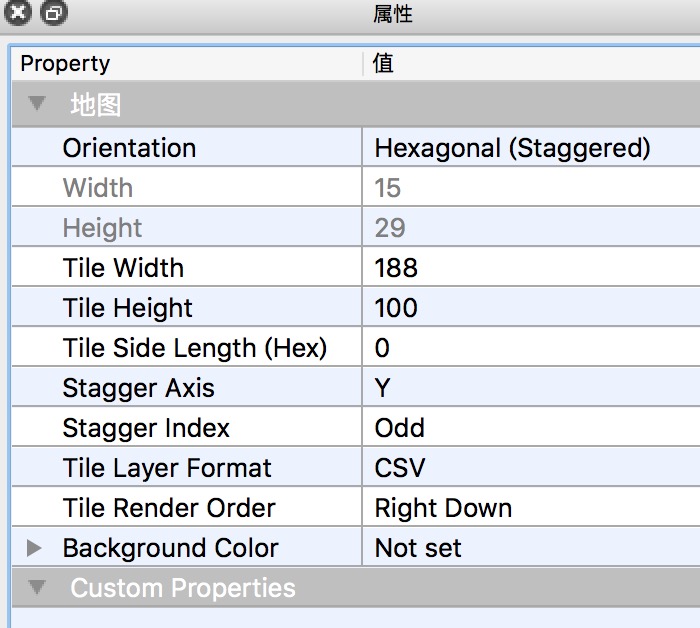 属性
Property 值
地图
Orientation Hexagonal (Staggered)
Width 15
Height 29
Tile Width 188
Tile Height 100
Tile Side Length (Hex) 0
Stagger Axis Y
Stagger Index Odd
Tile Layer Format CSV
Tile Render Order Right Down
Background Color Not set
Custom Properties